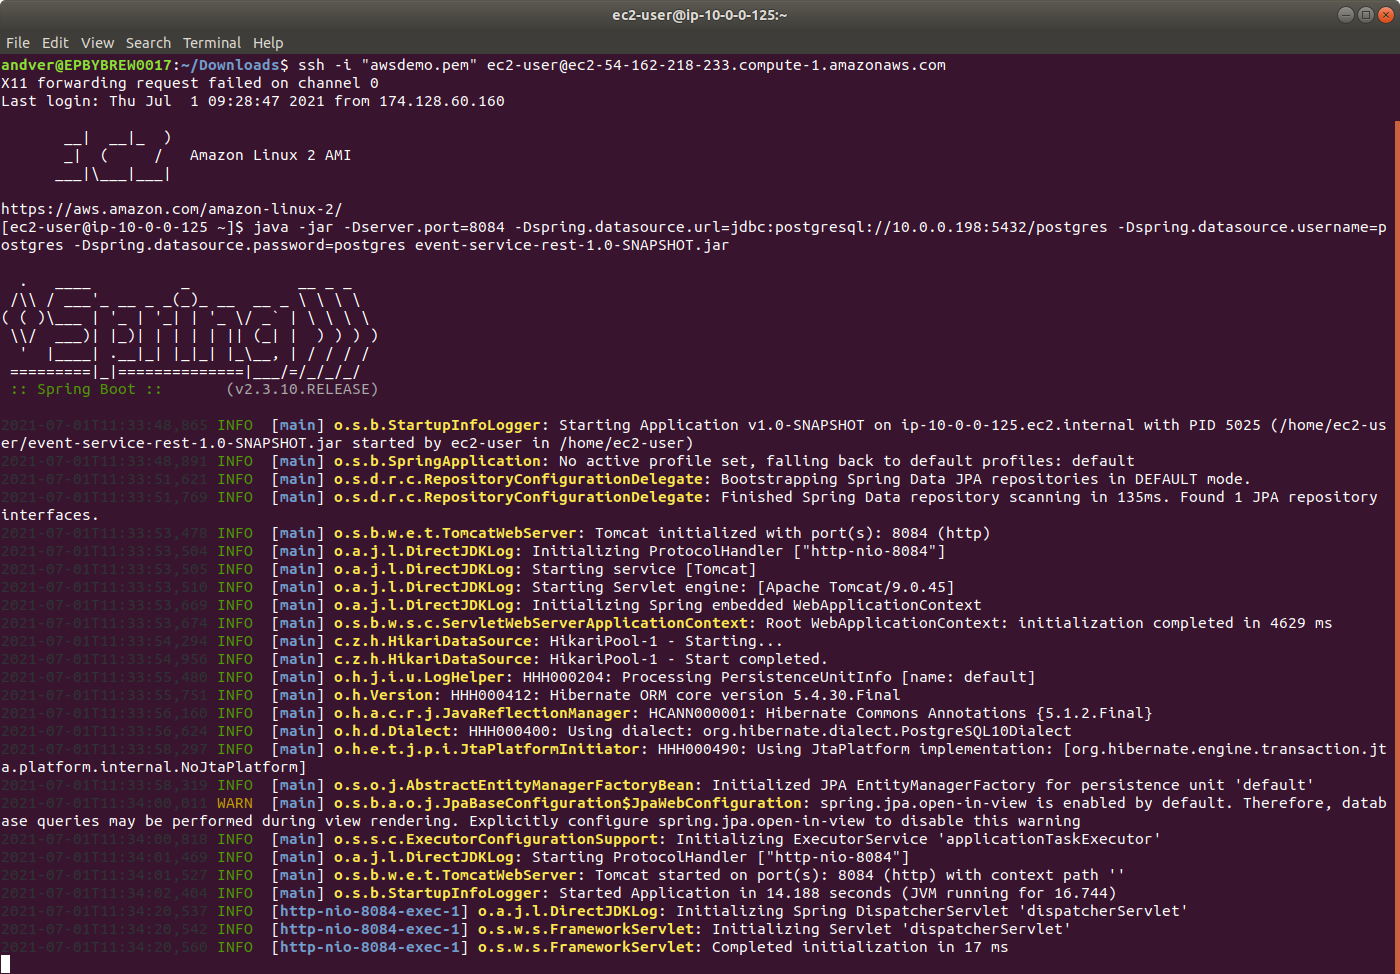 ec2-user@ip-10-0-0-125:~
File Edit View Search Terminal Help
andver@EPBYBREW0017:~/Downloads$ ssh -i "awsdemo.pem" ec2-user@ec2-54-162-218-233.compute-1.amazonaws.com
X11 forwarding request failed on channel 0
Last login: Thu Jul  1 09:28:47 2021 from 174.128.60.160
       __|  __|_  )
       _|  (     /   Amazon Linux 2 AMI
      ___|\___|___|
https://aws.amazon.com/amazon-linux-2/
[ec2-user@ip-10-0-0-125 ~]$ java -jar -Dserver.port=8084 -Dspring.datasource.url=jdbc:postgresql://10.0.0.198:5432/postgres -Dspring.datasource.username=p
ostgres -Dspring.datasource.password=postgres event-service-rest-1.0-SNAPSHOT.jar
  .   ____          _            __ _ _
 /\\ / ___'_ __ _ _(_)_ __  __ _ \ \ \ \
( ( )\___ | '_ | '_| | '_ \/ _` | \ \ \ \
 \\/  ___)| |_)| | | | | || (_| |  ) ) ) )
  '  |____| .__|_| |_|_| |_\__, | / / / /
 =========|_|==============|___/=/_/_/_/
 :: Spring Boot ::       (v2.3.10.RELEASE)
2021-07-01T11:33:48,865 INFO  [main] o.s.b.StartupInfoLogger: Starting Application v1.0-SNAPSHOT on ip-10-0-0-125.ec2.internal with PID 5025 (/home/ec2-us
er/event-service-rest-1.0-SNAPSHOT.jar started by ec2-user in /home/ec2-user)
2021-07-01T11:33:48,891 INFO  [main] o.s.b.SpringApplication: No active profile set, falling back to default profiles: default
2021-07-01T11:33:51,621 INFO  [main] o.s.d.r.c.RepositoryConfigurationDelegate: Bootstrapping Spring Data JPA repositories in DEFAULT mode.
2021-07-01T11:33:51,769 INFO  [main] o.s.d.r.c.RepositoryConfigurationDelegate: Finished Spring Data repository scanning in 135ms. Found 1 JPA repository
interfaces.
2021-07-01T11:33:53,478 INFO  [main] o.s.b.w.e.t.TomcatWebServer: Tomcat initialized with port(s): 8084 (http)
2021-07-01T11:33:53,504 INFO  [main] o.a.j.l.DirectJDKLog: Initializing ProtocolHandler ["http-nio-8084"]
2021-07-01T11:33:53,505 INFO  [main] o.a.j.l.DirectJDKLog: Starting service [Tomcat]
2021-07-01T11:33:53,510 INFO  [main] o.a.j.l.DirectJDKLog: Starting Servlet engine: [Apache Tomcat/9.0.45]
2021-07-01T11:33:53,669 INFO  [main] o.a.j.l.DirectJDKLog: Initializing Spring embedded WebApplicationContext
2021-07-01T11:33:53,674 INFO  [main] o.s.b.w.s.c.ServletWebServerApplicationContext: Root WebApplicationContext: initialization completed in 4629 ms
2021-07-01T11:33:54,294 INFO  [main] c.z.h.HikariDataSource: HikariPool-1 - Starting...
2021-07-01T11:33:54,956 INFO  [main] c.z.h.HikariDataSource: HikariPool-1 - Start completed.
2021-07-01T11:33:55,480 INFO  [main] o.h.j.i.u.LogHelper: HHH000204: Processing PersistenceUnitInfo [name: default]
2021-07-01T11:33:55,751 INFO  [main] o.h.Version: HHH000412: Hibernate ORM core version 5.4.30.Final
2021-07-01T11:33:56,160 INFO  [main] o.h.a.c.r.j.JavaReflectionManager: HCANN000001: Hibernate Commons Annotations {5.1.2.Final}
2021-07-01T11:33:56,624 INFO  [main] o.h.d.Dialect: HHH000400: Using dialect: org.hibernate.dialect.PostgreSQL10Dialect
2021-07-01T11:33:58,297 INFO  [main] o.h.e.t.j.p.i.JtaPlatformInitiator: HHH000490: Using JtaPlatform implementation: [org.hibernate.engine.transaction.jt
a.platform.internal.NoJtaPlatform]
2021-07-01T11:33:58,319 INFO  [main] o.s.o.j.AbstractEntityManagerFactoryBean: Initialized JPA EntityManagerFactory for persistence unit 'default'
2021-07-01T11:34:00,011 WARN  [main] o.s.b.a.o.j.JpaBaseConfiguration$JpaWebConfiguration: spring.jpa.open-in-view is enabled by default. Therefore, datab
ase queries may be performed during view rendering. Explicitly configure spring.jpa.open-in-view to disable this warning
2021-07-01T11:34:00,818 INFO  [main] o.s.s.c.ExecutorConfigurationSupport: Initializing ExecutorService 'applicationTaskExecutor'
2021-07-01T11:34:01,469 INFO  [main] o.a.j.l.DirectJDKLog: Starting ProtocolHandler ["http-nio-8084"]
2021-07-01T11:34:01,527 INFO  [main] o.s.b.w.e.t.TomcatWebServer: Tomcat started on port(s): 8084 (http) with context path ''
2021-07-01T11:34:02,404 INFO  [main] o.s.b.StartupInfoLogger: Started Application in 14.188 seconds (JVM running for 16.744)
2021-07-01T11:34:20,537 INFO  [http-nio-8084-exec-1] o.a.j.l.DirectJDKLog: Initializing Spring DispatcherServlet 'dispatcherServlet'
2021-07-01T11:34:20,542 INFO  [http-nio-8084-exec-1] o.s.w.s.FrameworkServlet: Initializing Servlet 'dispatcherServlet'
2021-07-01T11:34:20,560 INFO  [http-nio-8084-exec-1] o.s.w.s.FrameworkServlet: Completed initialization in 17 ms